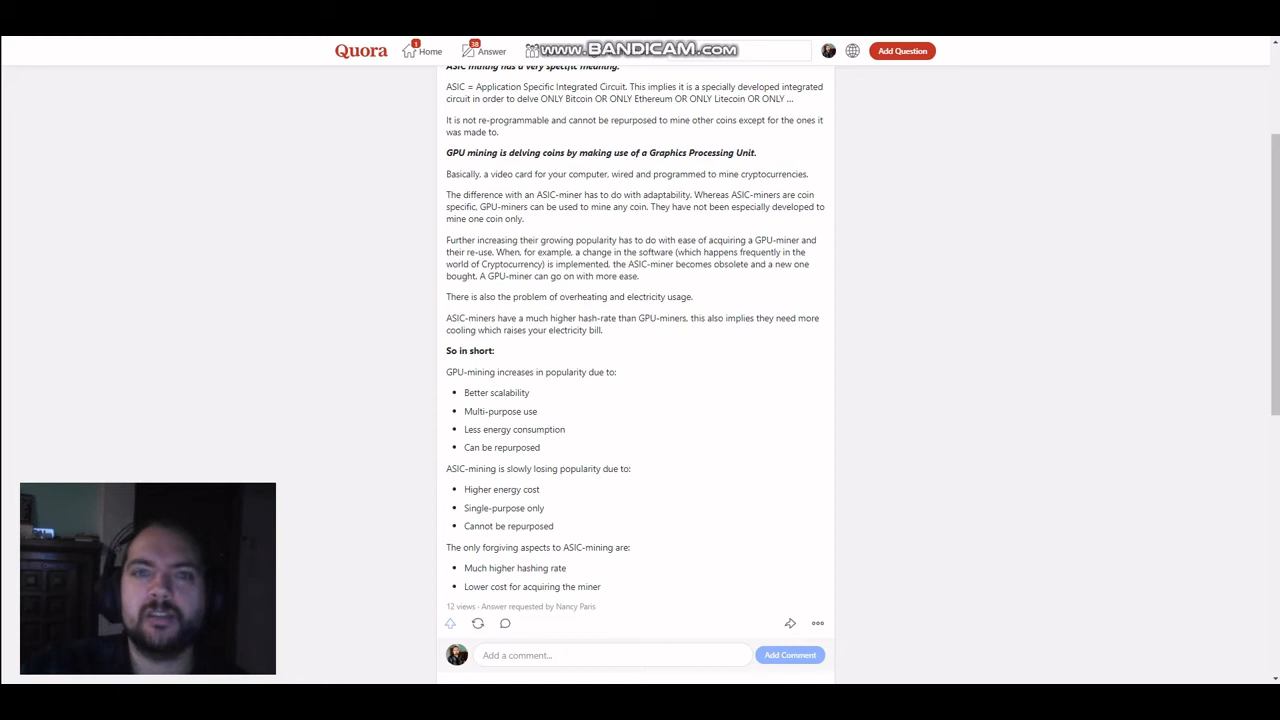 Quora
1
Home
38
Answer
www.BANDICAM.com
Add Question
ASIC mining has a very specific meaning.
ASIC = Application Specific Integrated Circuit. This implies it is a specially developed integrated
circuit in order to delve ONLY Bitcoin OR ONLY Ethereum OR ONLY Litecoin OR ONLY ...
It is not re-programmable and cannot be repurposed to mine other coins except for the ones it
was made to.
GPU mining is delving coins by making use of a Graphics Processing Unit.
Basically, a video card for your computer, wired and programmed to mine cryptocurrencies.
The difference with an ASIC-miner has to do with adaptability. Whereas ASIC-miners are coin
specific, GPU-miners can be used to mine any coin. They have not been especially developed to
mine one coin only.
Further increasing their growing popularity has to do with ease of acquiring a GPU-miner and
their re-use. When, for example, a change in the software (which happens frequently in the
world of Cryptocurrency) is implemented, the ASIC-miner becomes obsolete and a new one
bought. A GPU-miner can go on with more ease.
There is also the problem of overheating and electricity usage.
ASIC-miners have a much higher hash-rate than GPU-miners, this also implies they need more
cooling which raises your electricity bill.
So in short:
GPU-mining increases in popularity due to:
• Better scalability
• Multi-purpose use
• Less energy consumption
• Can be repurposed
ASIC-mining is slowly losing popularity due to:
• Higher energy cost
• Single-purpose only
• Cannot be repurposed
The only forgiving aspects to ASIC-mining are:
• Much higher hashing rate
• Lower cost for acquiring the miner
12 views · Answer requested by Nancy Paris
Add a comment...
Add Comment